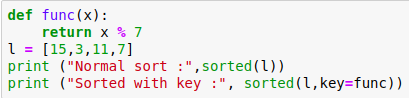 def func(x):
    return x % 7
l = [15,3,11,7]
print ("Normal sort :",sorted(l))
print ("Sorted with key :", sorted(l,key=func))